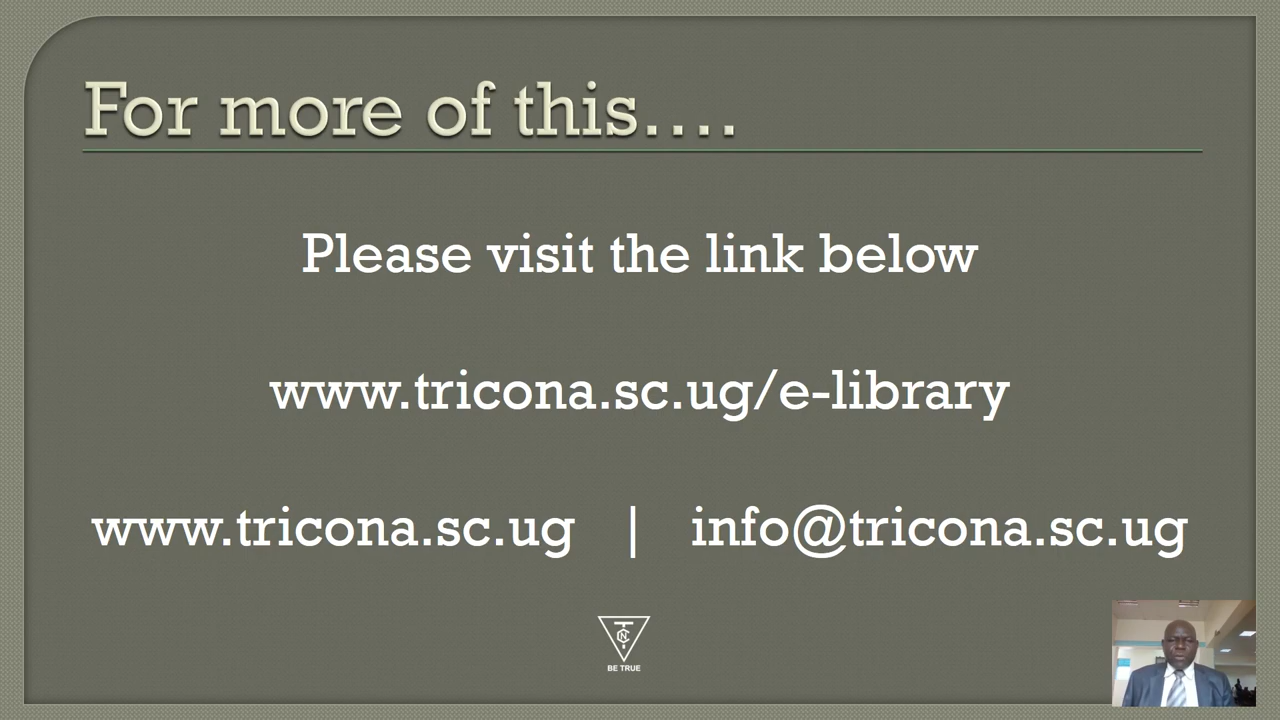 For more of this….
Please visit the link below
www.tricona.sc.ug/e-library
www.tricona.sc.ug | info@tricona.sc.ug
BE TRUE